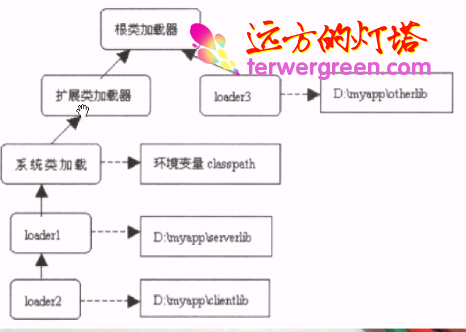 根类加载器
远方的灯塔
terwergreen.com
扩展类加载器
loader3
D:\myapp\otherlib
系统类加载
环境变量 classpath
loader1
D:\myapp\serverlib
loader2
D:\myapp\clientlib